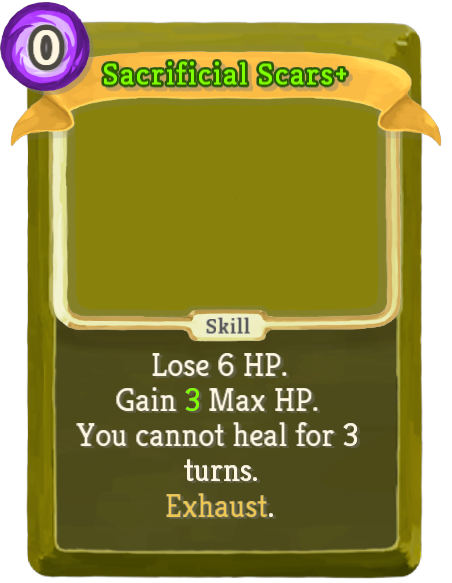 0
Sacrificial Scars+
Skill
Lose 6 HP.
Gain 3 Max HP.
You cannot heal for 3
turns.
Exhaust.